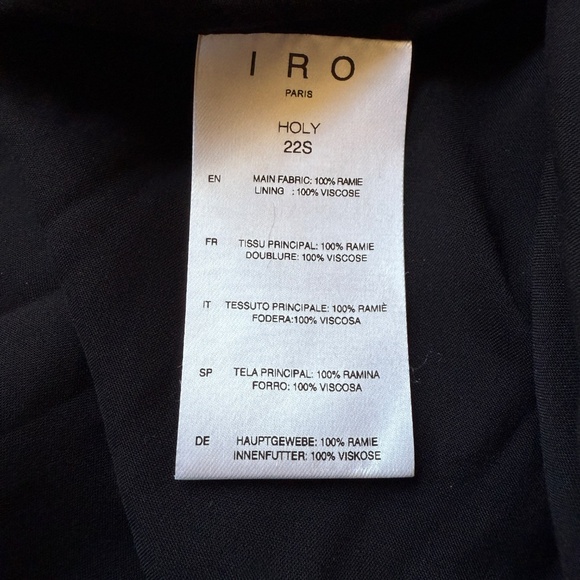 IRO
PARIS
HOLY
22S
EN MAIN FABRIC: 100% RAMIE
LINING : 100% VISCOSE
FR TISSU PRINCIPAL: 100% RAMIE
DOUBLURE: 100% VISCOSE
IT TESSUTO PRINCIPALE: 100% RAMIÈ
FODERA:100% VISCOSA
SP TELA PRINCIPAL: 100% RAMINA
FORRO: 100% VISCOSA
DE HAUPTGEWEBE: 100% RAMIE
INNENFUTTER: 100% VISKOSE